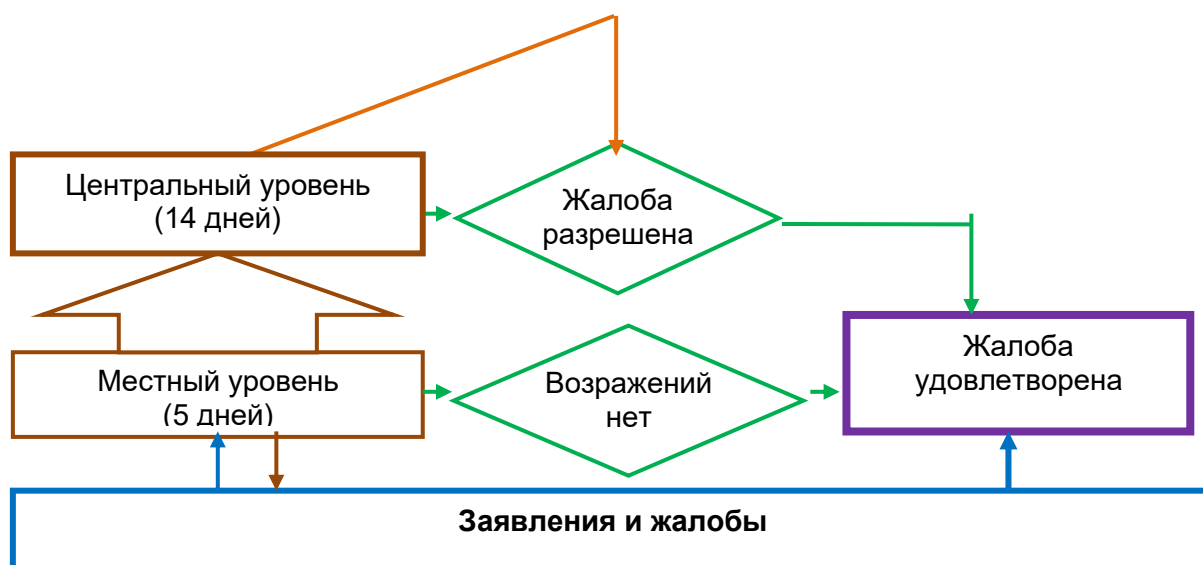 Центральный уровень
(14 дней)
Жалоба
разрешена
Местный уровень
(5 дней)
Возражений
нет
Жалоба
удовлетворена
Заявления и жалобы